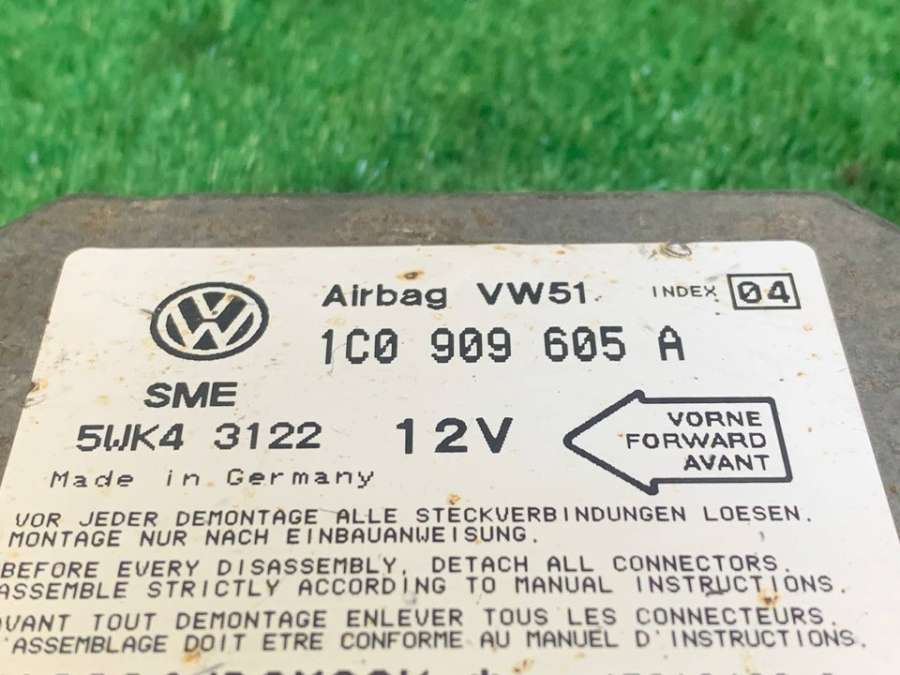 Airbag VW51 INDEX 04
1C0 909 605 A
SME
5WK4 3122 12V
VORNE
FORWARD
AVANT
Made in Germany
VOR JEDER DEMONTAGE ALLE STECKVERBINDUNGEN LOESEN.
MONTAGE NUR NACH EINBAUANWEISUNG.
BEFORE EVERY DISASSEMBLY, DETACH ALL CONNECTORS.
ASSEMBLE STRICTLY ACCORDING TO MANUAL INSTRUCTIONS.
AVANT TOUT DEMONTAGE ENLEVER TOUS LES CONNECTEURS.
L'ASSEMBLAGE DOIT ETRE CONFORME AU MANUEL D'INSTRUCTIONS.